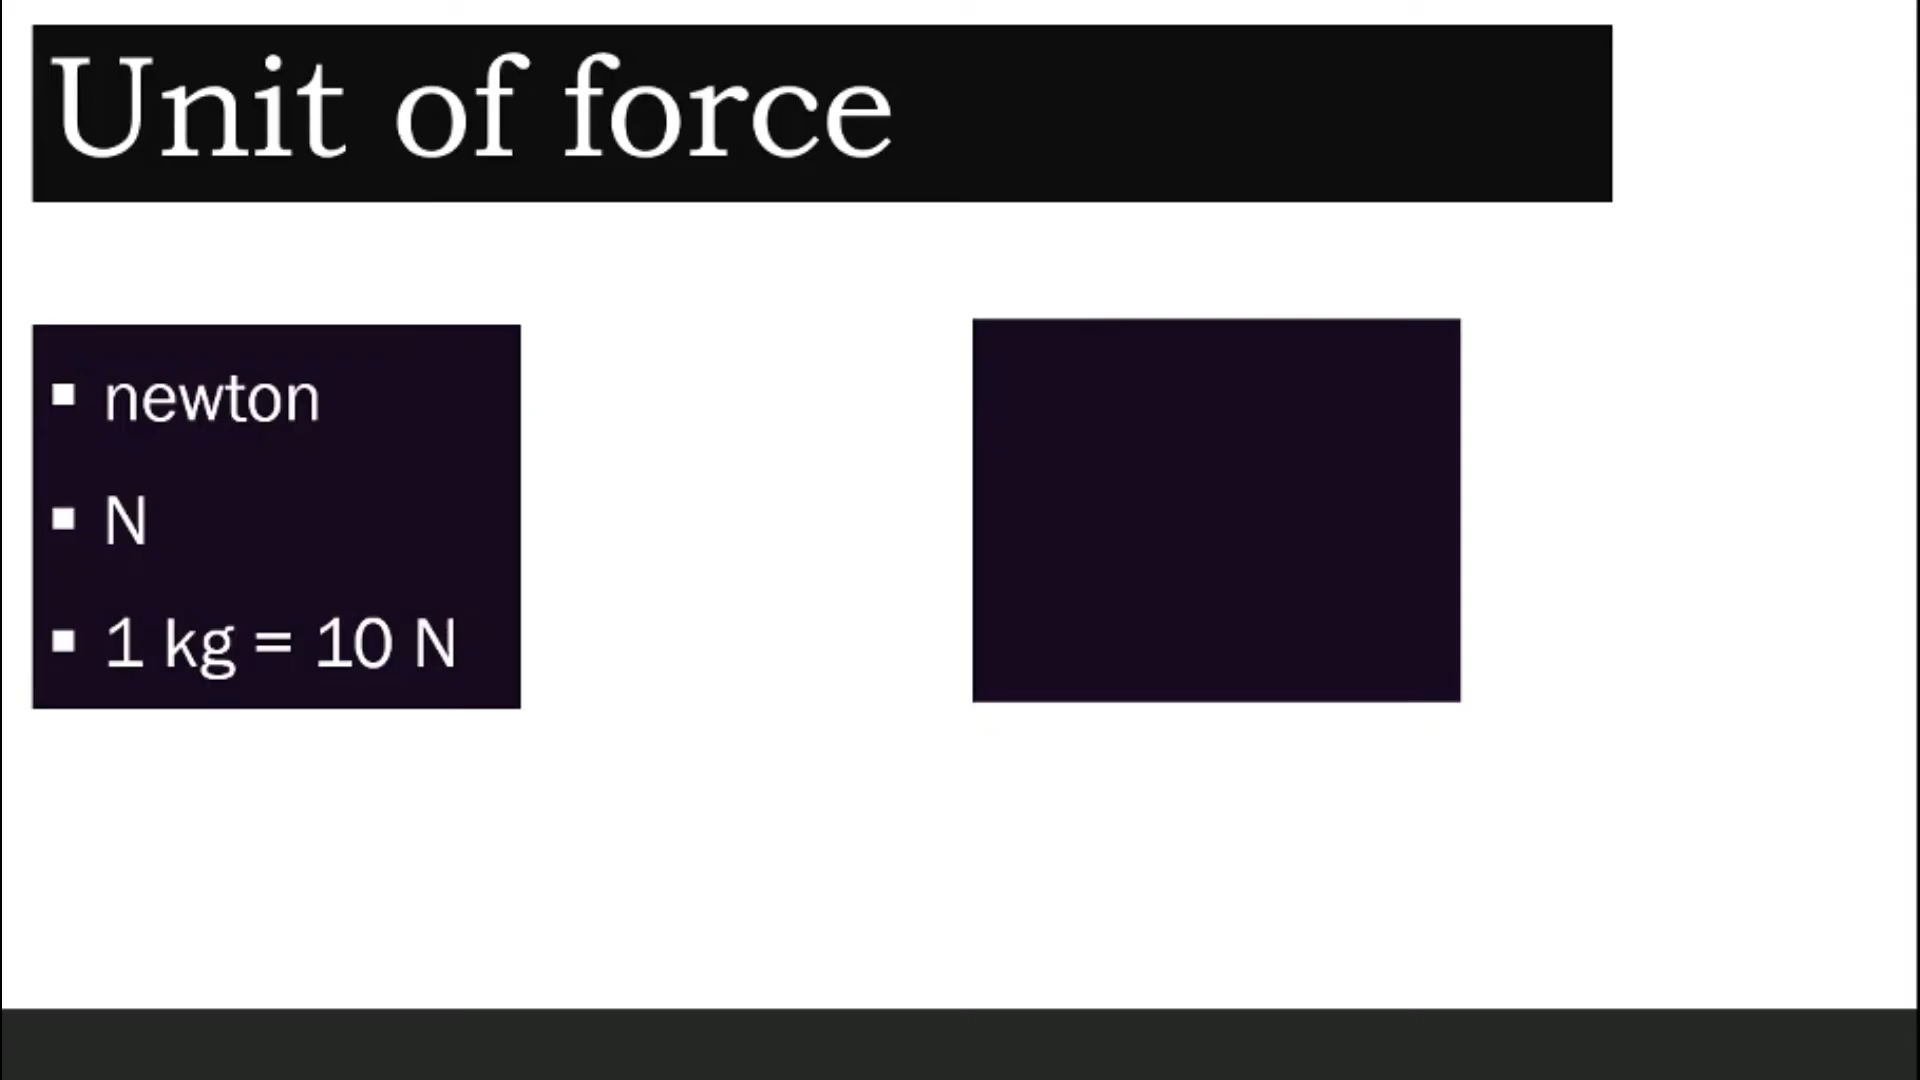 Unit of force
▪ newton
▪ N
▪ 1 kg = 10 N